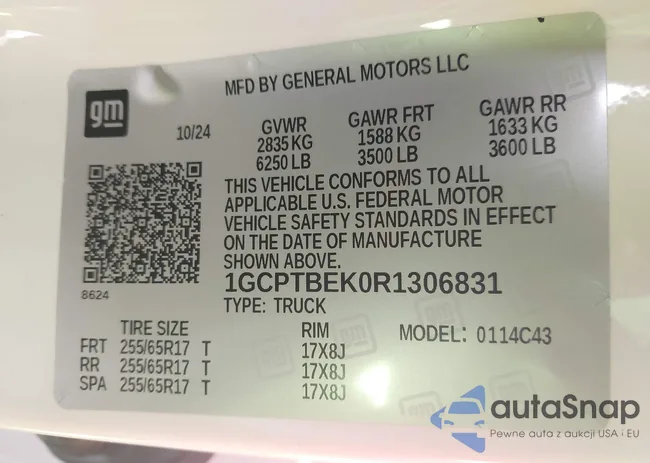 MFD BY GENERAL MOTORS LLC
gm
10/24
GVWR GAWR FRT GAWR RR
2835 KG 1588 KG 1633 KG
6250 LB 3500 LB 3600 LB
THIS VEHICLE CONFORMS TO ALL
APPLICABLE U.S. FEDERAL MOTOR
VEHICLE SAFETY STANDARDS IN EFFECT
ON THE DATE OF MANUFACTURE
SHOWN ABOVE.
1GCPTBEK0R1306831
8624
TYPE: TRUCK
TIRE SIZE RIM MODEL: 0114C43
FRT 255/65R17 T 17X8J
RR 255/65R17 T 17X8J
SPA 255/65R17 T 17X8J
autaSnap
Pewne auta z aukcji USA i EU